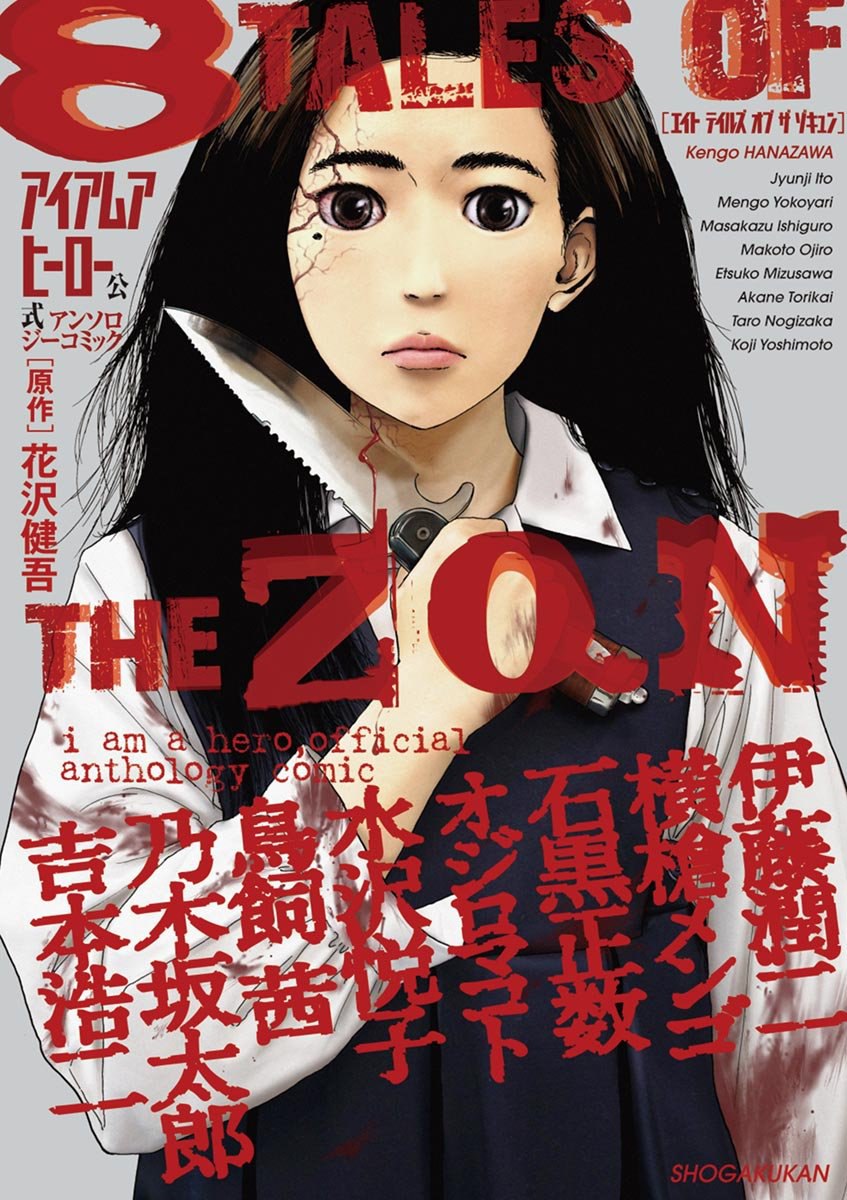 8 TALES OF
[エイト テイルズ オブ ザ ゾキュン]
Kengo HANAZAWA
Jyunji Ito
Mengo Yokoyari
Masakazu Ishiguro
Makoto Ojiro
Etsuko Mizusawa
Akane Torikai
Taro Nogizaka
Koji Yoshimoto
アイアムア
ヒーロー公
式アンソロ
ジーコミック
[原作]花沢健吾
THE ZQN
i am a hero,official
anthology comic
伊藤潤二
横槍メンゴ
石黒正数
オジロマコト
水沢悦子
鳥飼茜
乃木坂太郎
吉本浩二
SHOGAKUKAN